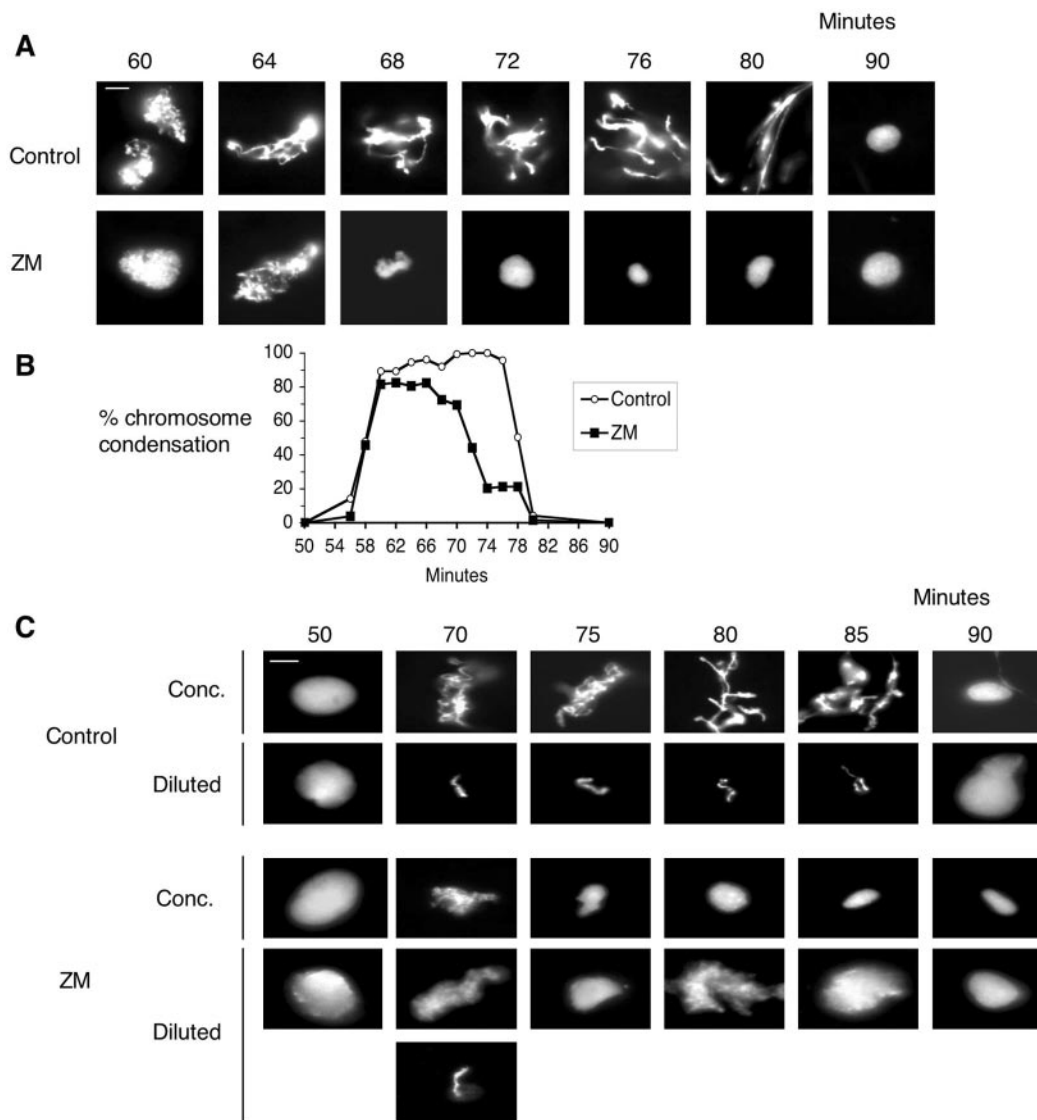 Minutes
A
60 64 68 72 76 80 90
Control
ZM
B
100
80
60
40
20
0
% chromosome
condensation
Control
ZM
50 54 58 62 66 70 74 78 82 86 90
Minutes
Minutes
C
50 70 75 80 85 90
Conc.
Control
Diluted
Conc.
ZM
Diluted